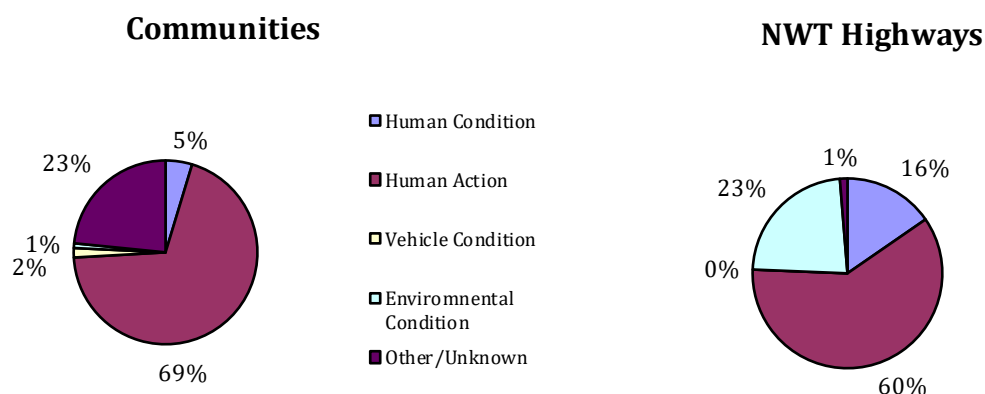 Communities
NWT Highways
5%
23%
1%
2%
69%
Human Condition
Human Action
Vehicle Condition
Enviromnental
Condition
Other/Unknown
1%
16%
23%
0%
60%